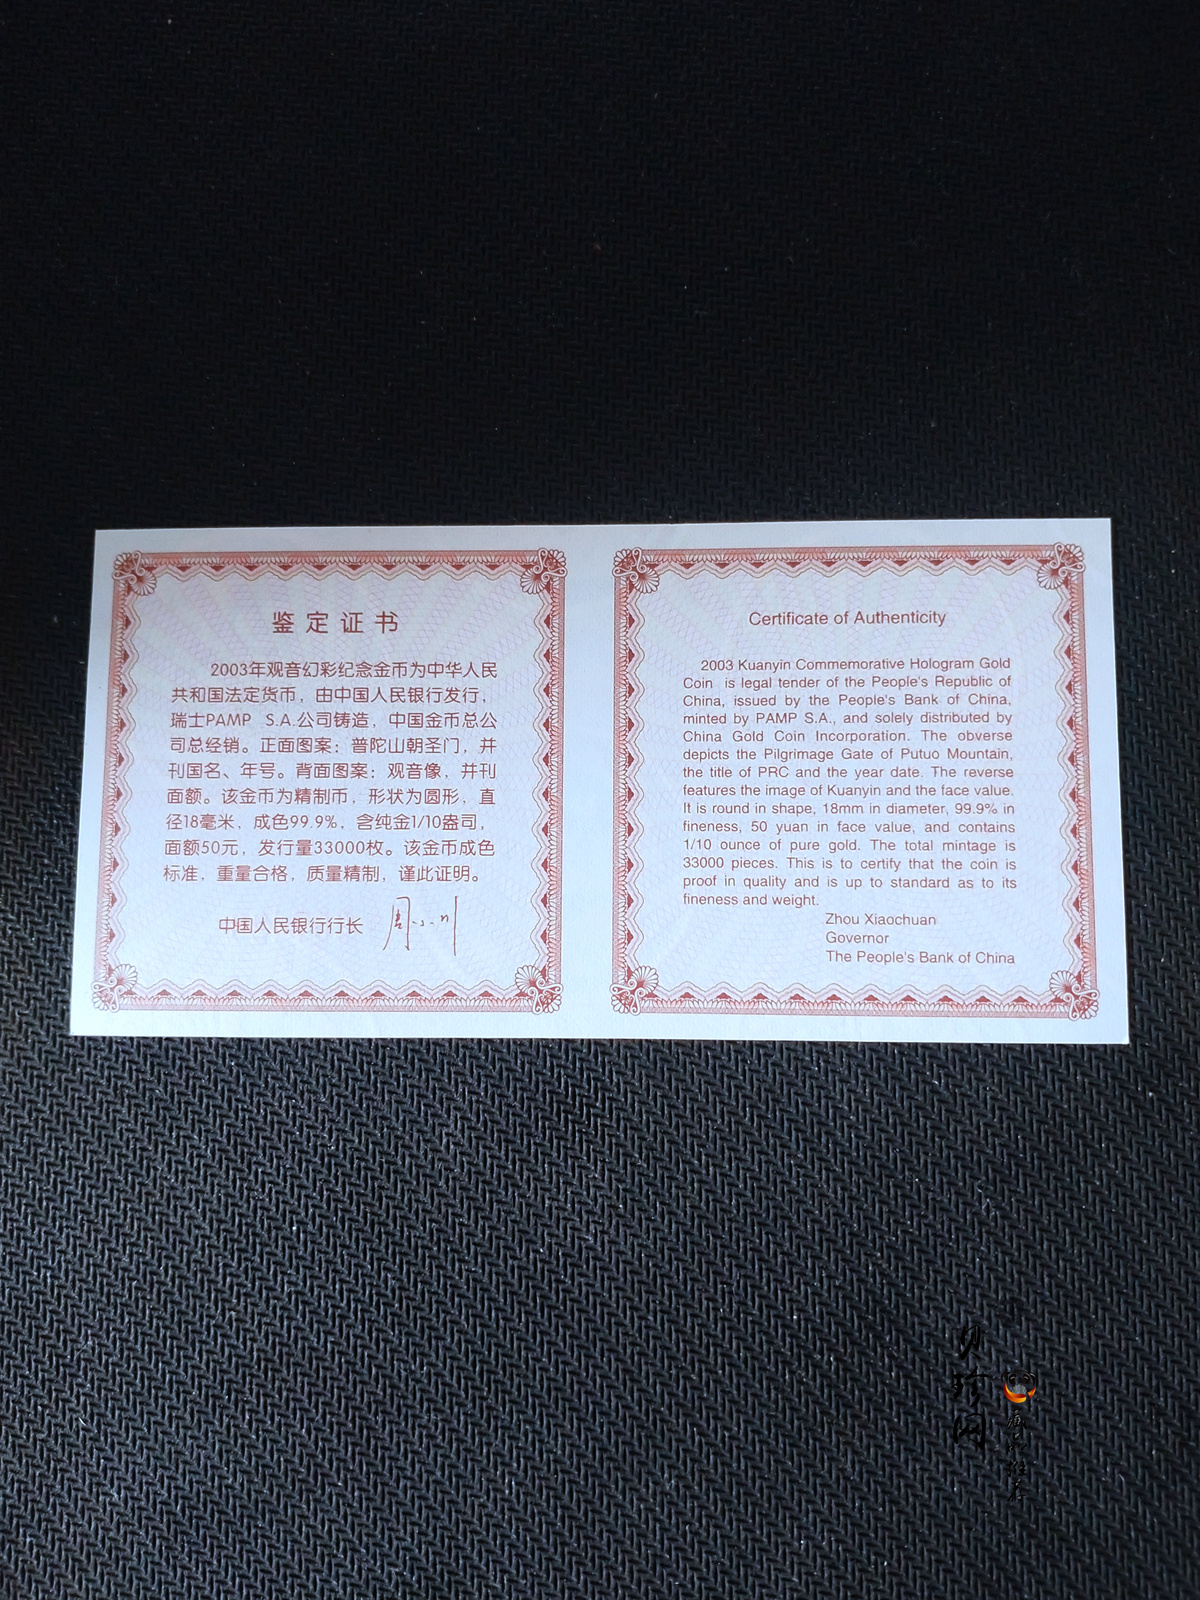 鉴定证书
2003年观音幻彩纪念金币为中华人民
共和国法定货币，由中国人民银行发行，
瑞士PAMP S.A.公司铸造，中国金币总公
司总经销。正面图案：普陀山朝圣门，并
刊国名、年号。背面图案：观音像，并刊
面额。该金币为精制币，形状为圆形，直
径18毫米，成色99.9%，含纯金1/10盎司，
面额50元，发行量33000枚。该金币成色
标准，重量合格，质量精制，谨此证明。
中国人民银行行长 周小川
Certificate of Authenticity
2003 Kuanyin Commemorative Hologram Gold
Coin is legal tender of the People's Republic of
China, issued by the People's Bank of China,
minted by PAMP S.A., and solely distributed by
China Gold Coin Incorporation. The obverse
depicts the Pilgrimage Gate of Putuo Mountain,
the title of PRC and the year date. The reverse
features the image of Kuanyin and the face value.
It is round in shape, 18mm in diameter, 99.9% in
fineness, 50 yuan in face value, and contains
1/10 ounce of pure gold. The total mintage is
33000 pieces. This is to certify that the coin is
proof in quality and is up to standard as to its
fineness and weight.
Zhou Xiaochuan
Governor
The People's Bank of China
贝珍网
藏品推荐